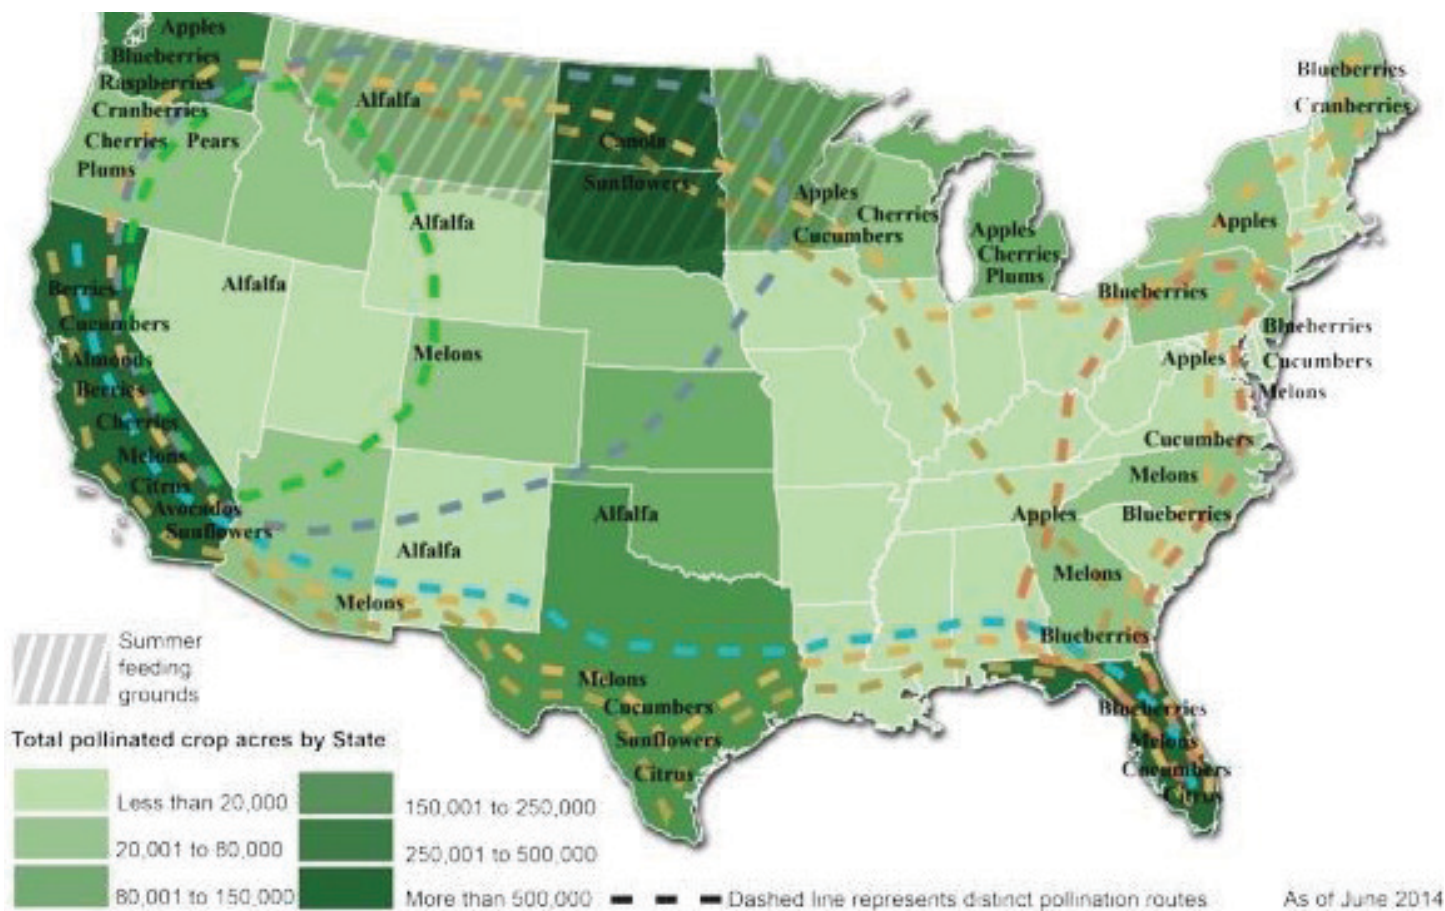 Apples
Blueberries
Raspberries
Cranberries
Cherries Pears
Plums
Alfalfa
Canola
Sunflowers
Alfalfa
Apples
Cherries
Cucumbers
Apples
Cherries
Plums
Blueberries
Cranberries
Apples
Blueberries
Blueberries
Apples
Cucumbers
Melons
Berries
Alfalfa
Cucumbers
Almonds
Berries
Cherries
Melons
Citrus
Avocados
Sunflowers
Melons
Cucumbers
Melons
Alfalfa
Apples
Blueberries
Alfalfa
Melons
Melons
Blueberries
Melons
Cucumbers
Sunflowers
Citrus
Blueberries
Melons
Cucumbers
Citrus
Summer
feeding
grounds
Total pollinated crop acres by State
Less than 20,000
20,001 to 80,000
80,001 to 150,000
150,001 to 250,000
250,001 to 500,000
More than 500,000
Dashed line represents distinct pollination routes
As of June 2014